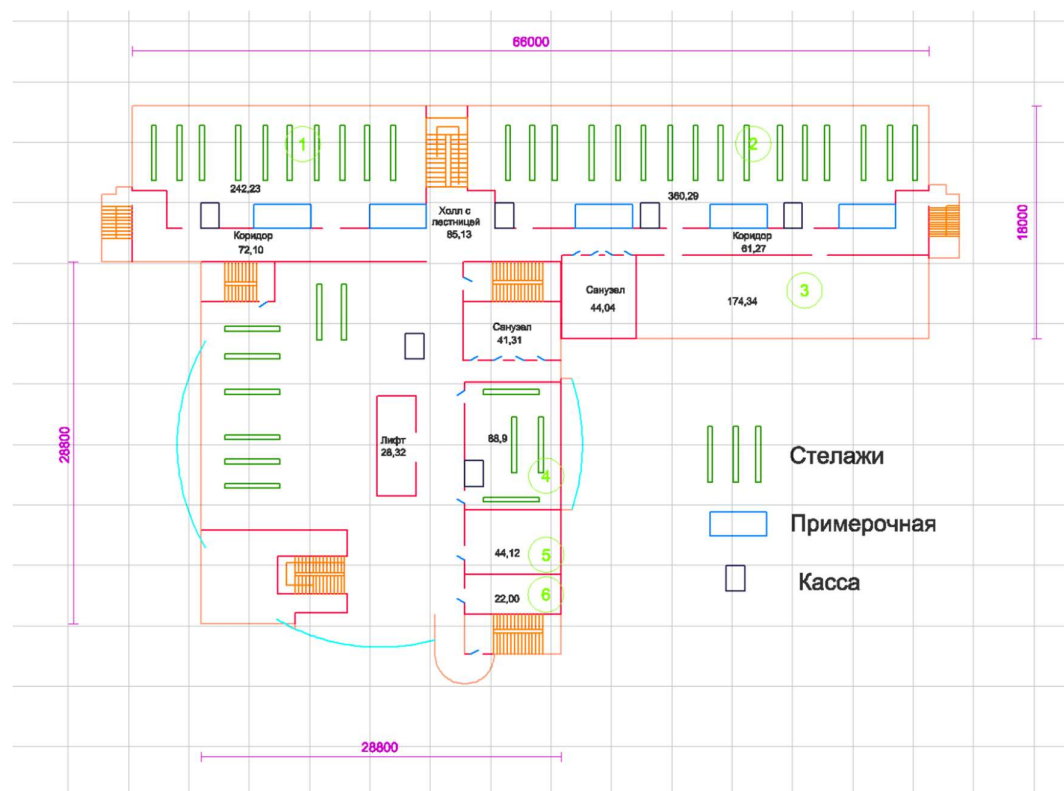 66000
1
2
242,23
360,29
Холл с
лестницей
85,13
18000
Коридор
72,10
Коридор
61,27
Санузел
44,04
174,34
3
Санузел
41,31
28800
Лифт
28,32
68,9
4
Стелажи
Примерочная
44,12
5
Касса
22,00
6
28800